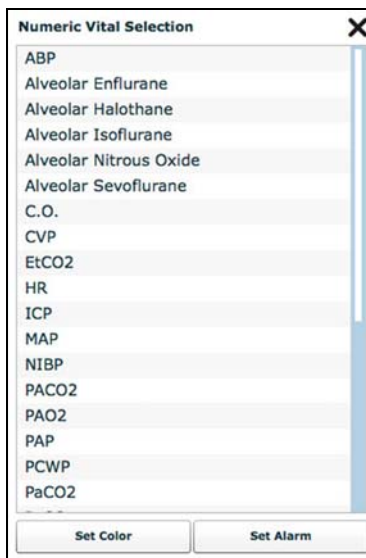 Numeric Vital Selection
ABP
Alveolar Enflurane
Alveolar Halothane
Alveolar Isoflurane
Alveolar Nitrous Oxide
Alveolar Sevoflurane
C.O.
CVP
EtCO2
HR
ICP
MAP
NIBP
PACO2
PAO2
PAP
PCWP
PaCO2
Set Color
Set Alarm